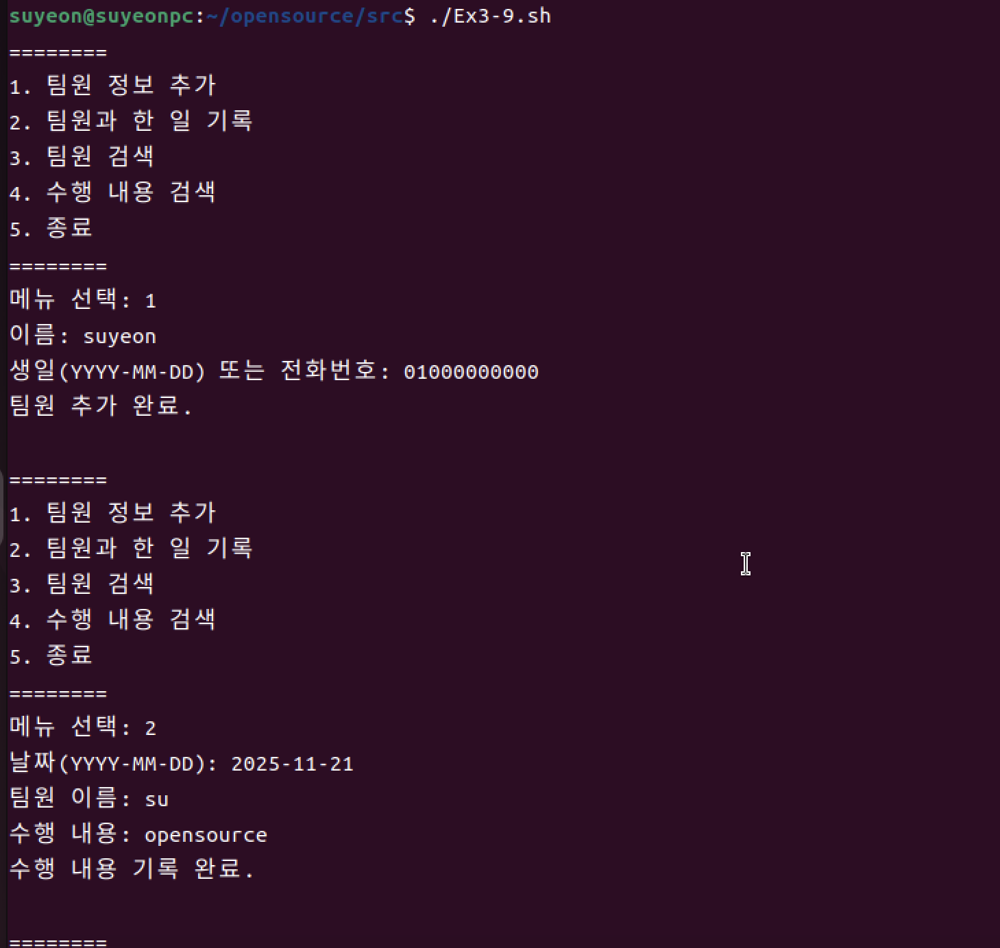 suyeon@suyeonpc:~/opensource/src$ ./Ex3-9.sh
========
1. 팀원 정보 추가
2. 팀원과 한 일 기록
3. 팀원 검색
4. 수행 내용 검색
5. 종료
========
메뉴 선택: 1
이름: suyeon
생일(YYYY-MM-DD) 또는 전화번호: 01000000000
팀원 추가 완료.
========
1. 팀원 정보 추가
2. 팀원과 한 일 기록
3. 팀원 검색
4. 수행 내용 검색
5. 종료
========
메뉴 선택: 2
날짜(YYYY-MM-DD): 2025-11-21
팀원 이름: su
수행 내용: opensource
수행 내용 기록 완료.
========